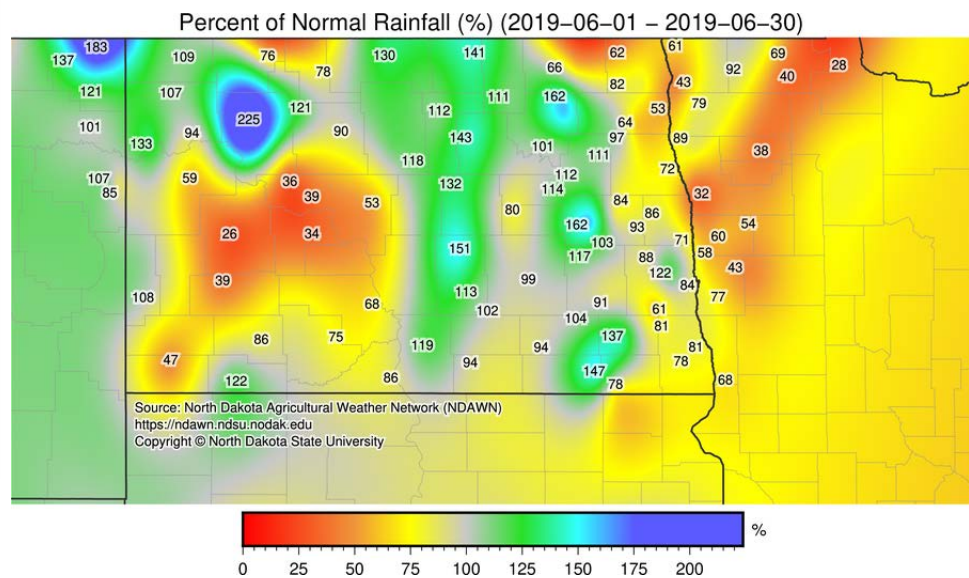 Percent of Normal Rainfall (%) (2019−06−01 − 2019−06−30)
183 76 130 141 62 61 69
137 109 78 66 92 40 28
121 107 121 112 111 162 82 43 79
101 133 94 225 90 143 53
64 97 89
118 101 111 38
107 85 59 36 39 53 132 112 114 72 32
80 84 86
26 34 162 93 54
151 103 71 60
117 88 58
39 99 122 43
108 113 84 77
68 102 91 61
104 81
86 75 119 137 81
47 94 94 78
122 86 147 78 68
Source: North Dakota Agricultural Weather Network (NDAWN)
https://ndawn.ndsu.nodak.edu
Copyright © North Dakota State University
0 25 50 75 100 125 150 175 200 %